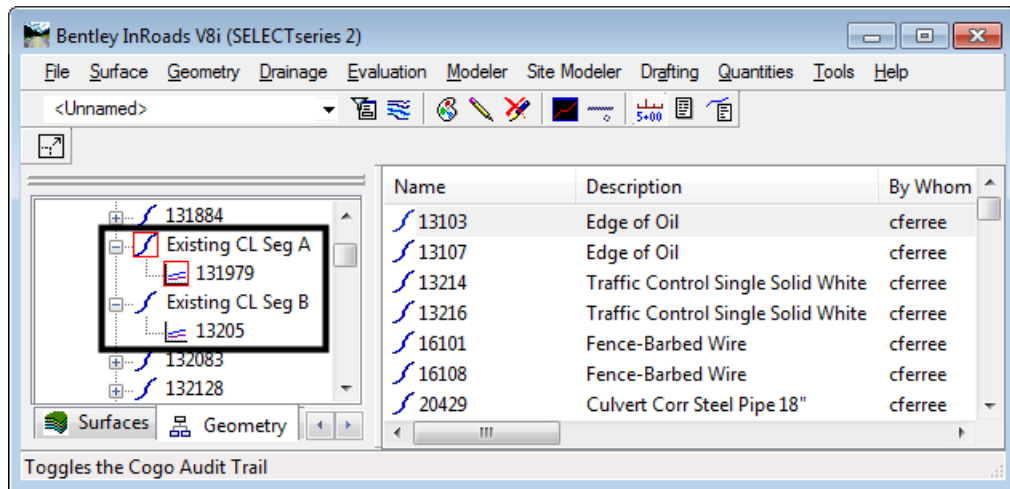 Bentley InRoads V8i (SELECTseries 2)
File Surface Geometry Drainage Evaluation Modeler Site Modeler Drafting Quantities Tools Help
<Unnamed>
5+00
131884
Existing CL Seg A
131979
Existing CL Seg B
13205
132083
132128
Surfaces Geometry
Name Description By Whom
13103 Edge of Oil cferree
13107 Edge of Oil cferree
13214 Traffic Control Single Solid White cferree
13216 Traffic Control Single Solid White cferree
16101 Fence-Barbed Wire cferree
16108 Fence-Barbed Wire cferree
20429 Culvert Corr Steel Pipe 18" cferree
Toggles the Cogo Audit Trail